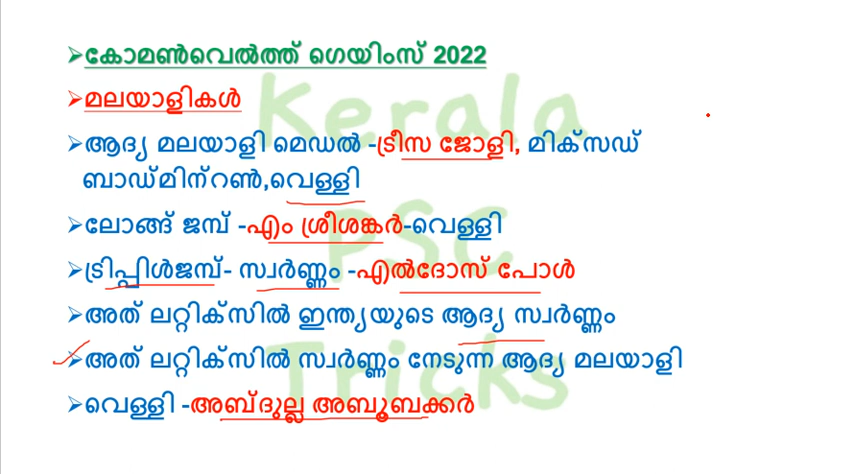 കോമൺവെൽത്ത് ഗെയിംസ് 2022
മലയാളികൾ
ആദ്യ മലയാളി മെഡൽ -ട്രീസ ജോളി, മിക്സഡ്
ബാഡ്മിന്റൺ,വെള്ളി
ലോങ്ങ് ജമ്പ് -എം ശ്രീശങ്കർ-വെള്ളി
ട്രിപ്പിൾജമ്പ്- സ്വർണ്ണം -എൽദോസ് പോൾ
അത് ലറ്റിക്സിൽ ഇന്ത്യയുടെ ആദ്യ സ്വർണ്ണം
അത് ലറ്റിക്സിൽ സ്വർണ്ണം നേടുന്ന ആദ്യ മലയാളി
വെള്ളി -അബ്ദുല്ല അബൂബക്കർ
Kerala
PSC
Tricks